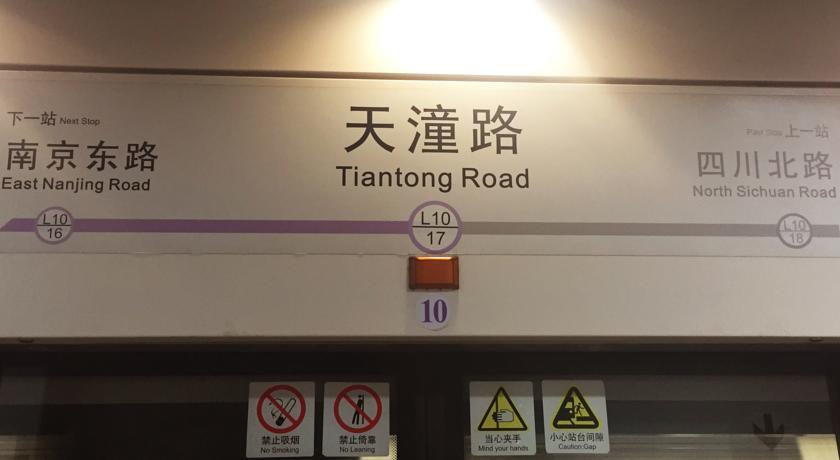 下一站 Next Stop
南京东路
East Nanjing Road
L10
16
天潼路
Tiantong Road
L10
17
Past Stop 上一站
四川北路
North Sichuan Road
L10
18
10
禁止吸烟
No Smoking
禁止倚靠
No Leaning
当心夹手
Mind your hands
小心站台间隙
Caution:Gap